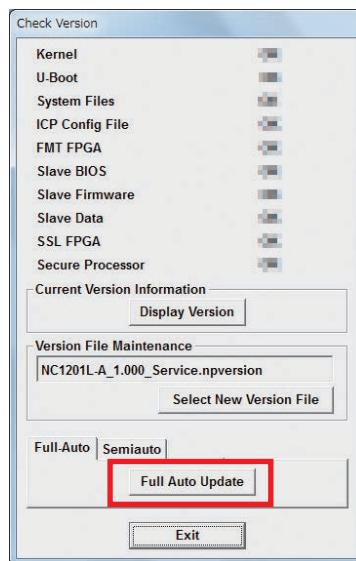 Check Version
Kernel
U-Boot
System Files
ICP Config File
FMT FPGA
Slave BIOS
Slave Firmware
Slave Data
SSL FPGA
Secure Processor
Current Version Information
Display Version
Version File Maintenance
NC1201L-A_1.000_Service.npversion
Select New Version File
Full-Auto Semiauto
Full Auto Update
Exit